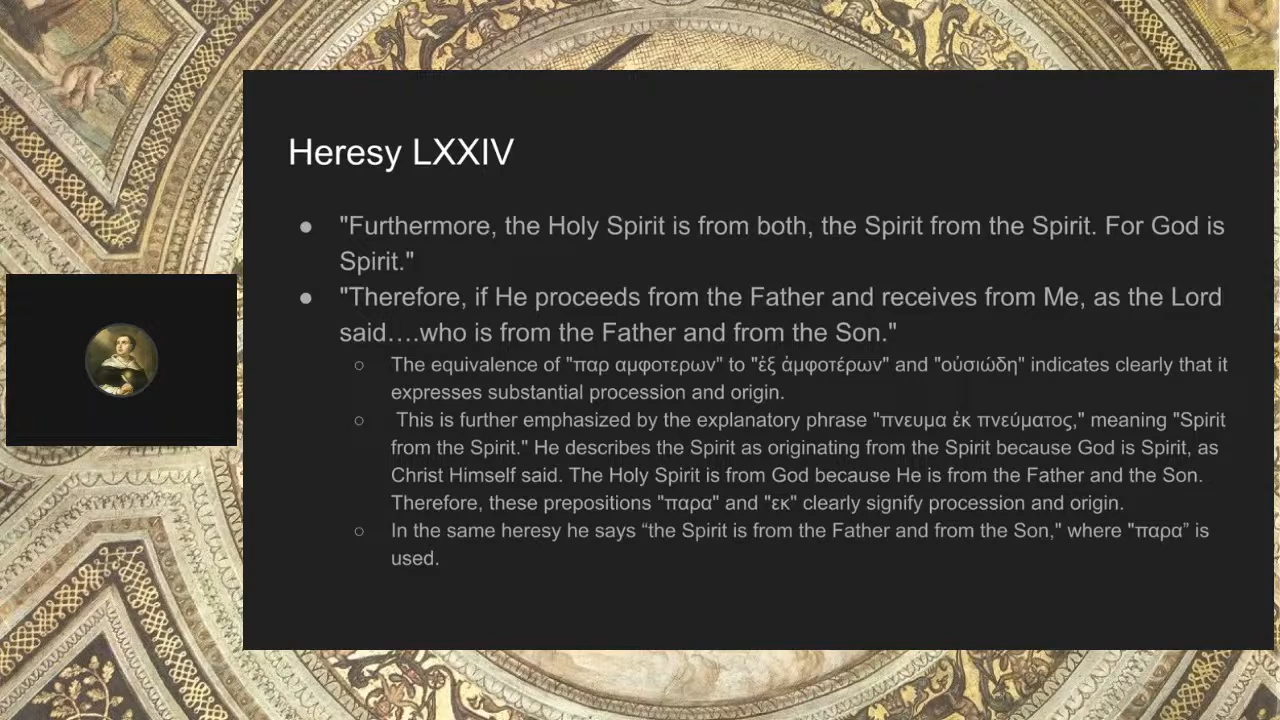 Heresy LXXIV
● "Furthermore, the Holy Spirit is from both, the Spirit from the Spirit. For God is
Spirit."
● "Therefore, if He proceeds from the Father and receives from Me, as the Lord
said….who is from the Father and from the Son."
○ The equivalence of "παρ αμφοτερων" to "ἐξ ἀμφοτέρων" and "οὐσιώδη" indicates clearly that it
expresses substantial procession and origin.
○ This is further emphasized by the explanatory phrase "πνευμα ἐκ πνεύματος," meaning "Spirit
from the Spirit." He describes the Spirit as originating from the Spirit because God is Spirit, as
Christ Himself said. The Holy Spirit is from God because He is from the Father and the Son.
Therefore, these prepositions "παρα" and "εκ" clearly signify procession and origin.
○ In the same heresy he says “the Spirit is from the Father and from the Son," where "παρα” is
used.